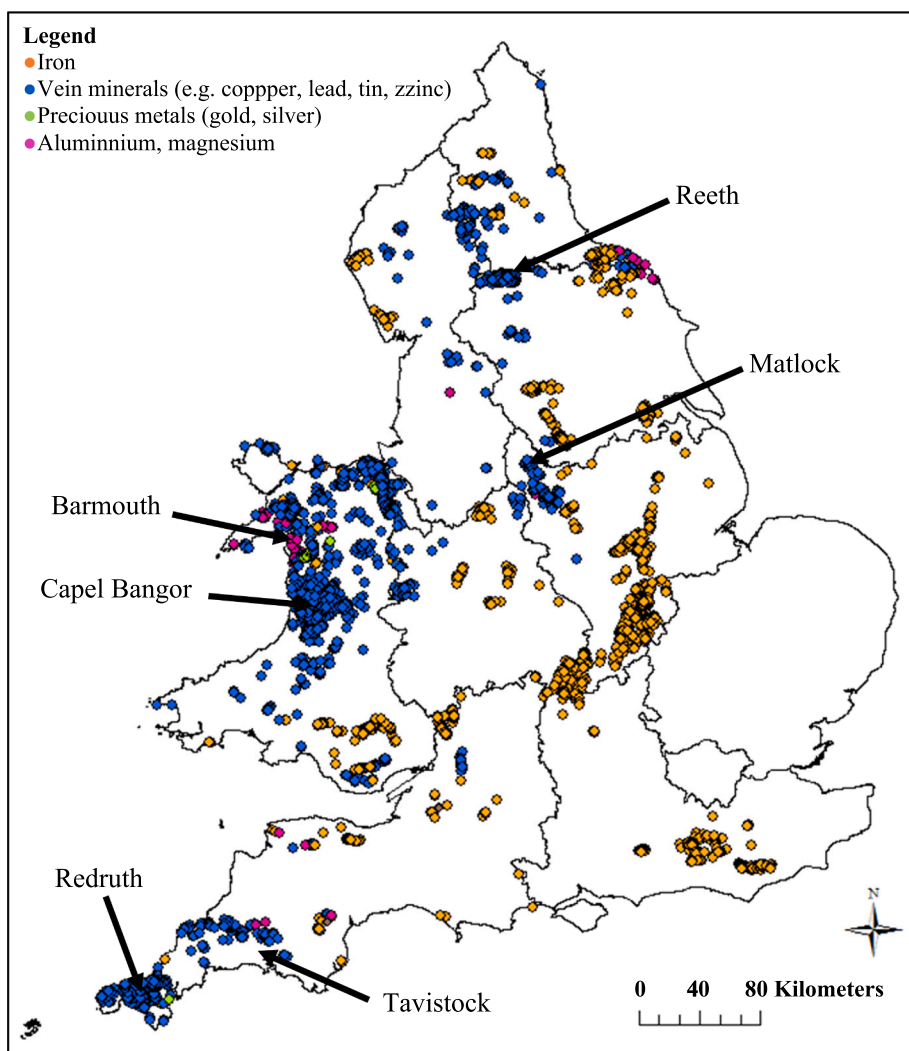 Legend
Iron
Vein minerals (e.g. coppper, lead, tin, zzinc)
Preciouus metals (gold, silver)
Aluminnium, magnesium
Reeth
Matlock
Barmouth
Capel Bangor
Redruth
Tavistock
N
0 40 80 Kilometers